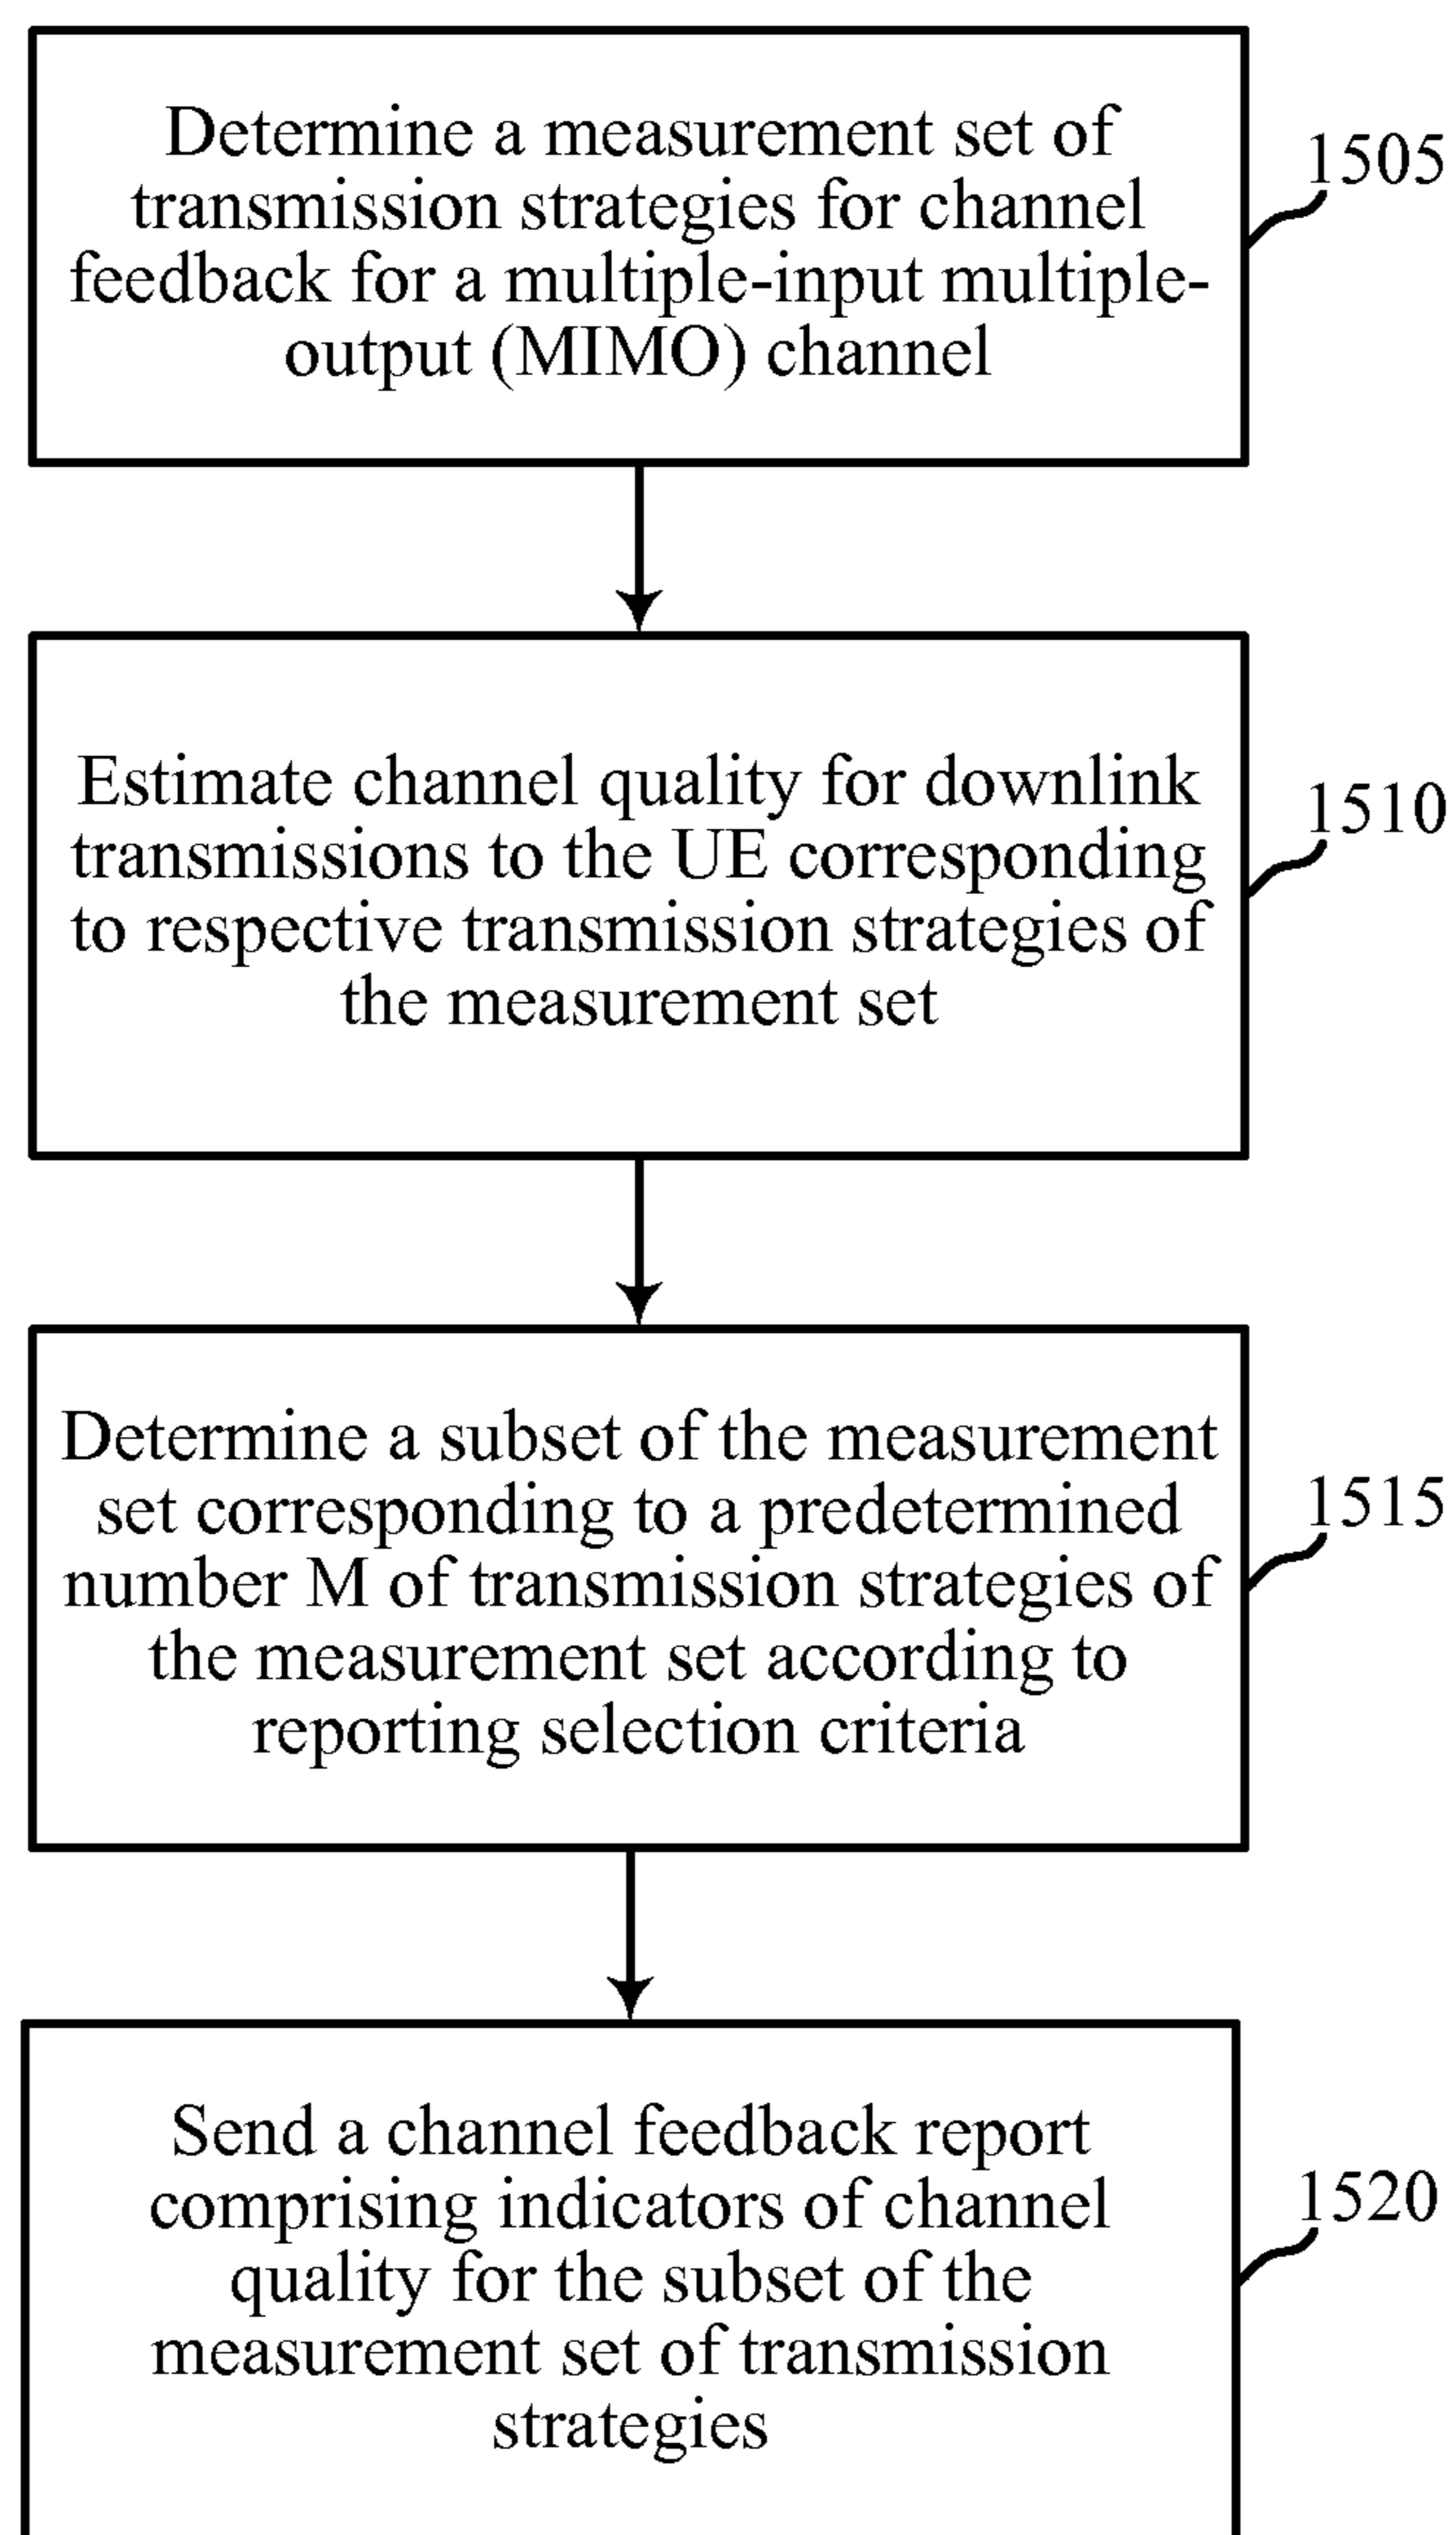 Determine a measurement set of
transmission strategies for channel
feedback for a multiple-input multiple-
output (MIMO) channel
1505
Estimate channel quality for downlink
transmissions to the UE corresponding
to respective transmission strategies of
the measurement set
1510
Determine a subset of the measurement
set corresponding to a predetermined
number M of transmission strategies of
the measurement set according to
reporting selection criteria
1515
Send a channel feedback report
comprising indicators of channel
quality for the subset of the
measurement set of transmission
strategies
1520